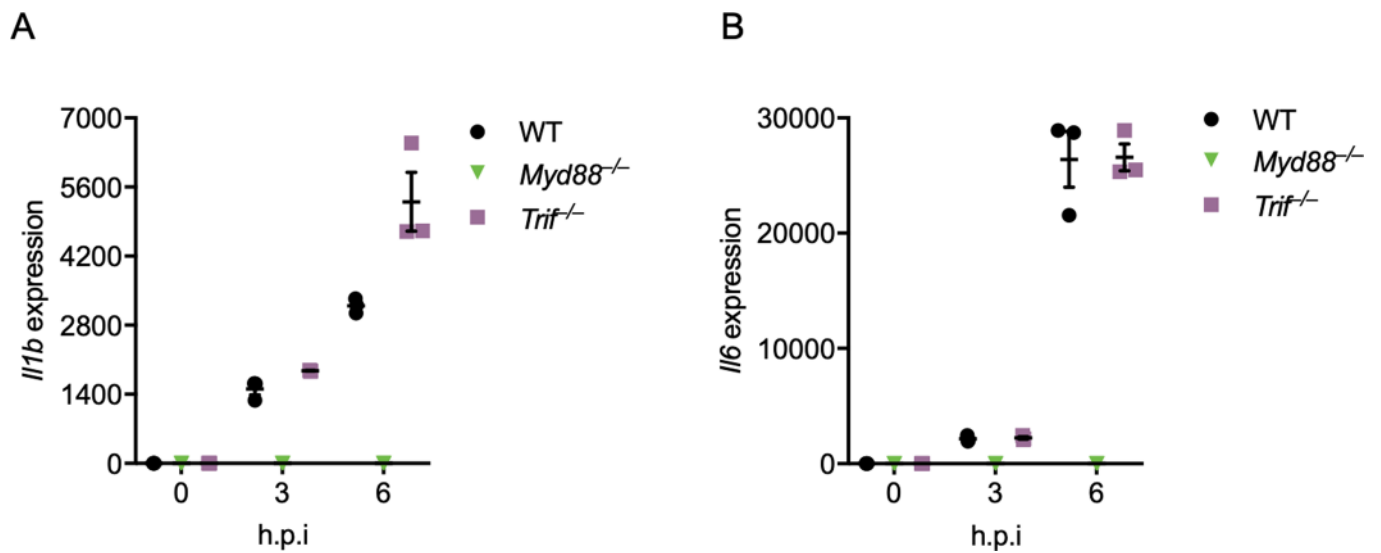 A
Il1b expression
7000
5600
4200
2800
1400
0
0 3 6
h.p.i
WT
Myd88–/–
Trif–/–
B
Il6 expression
30000
20000
10000
0
0 3 6
h.p.i
WT
Myd88–/–
Trif–/–